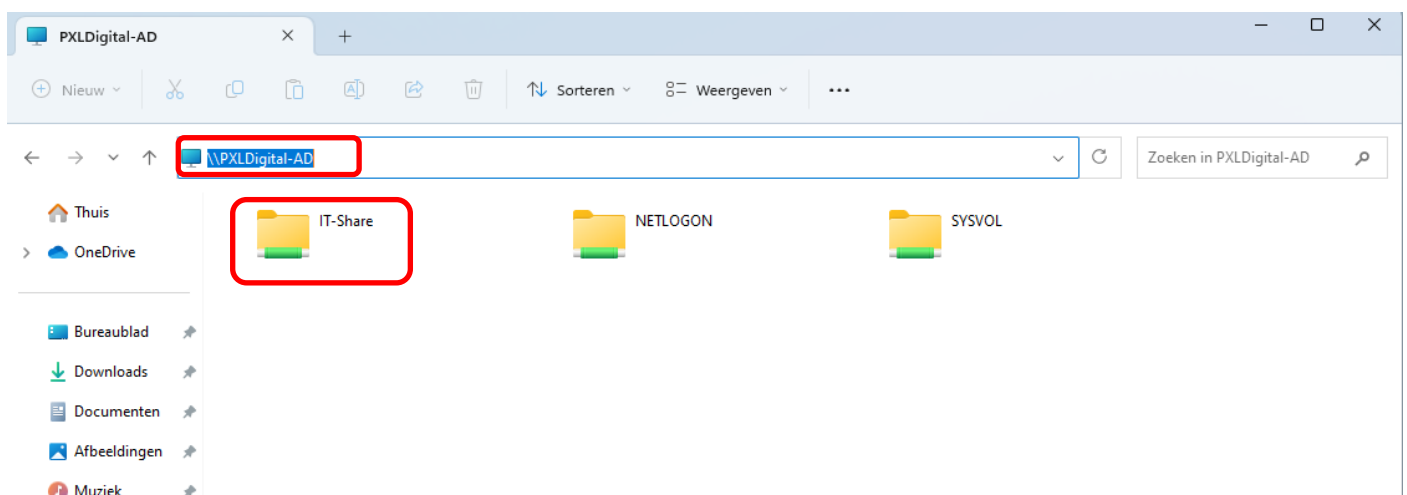 PXLDigital-AD
Nieuw
Sorteren
Weergeven
\\PXLDigital-AD
Zoeken in PXLDigital-AD
Thuis
IT-Share
NETLOGON
SYSVOL
OneDrive
Bureaublad
Downloads
Documenten
Afbeeldingen
Muziek